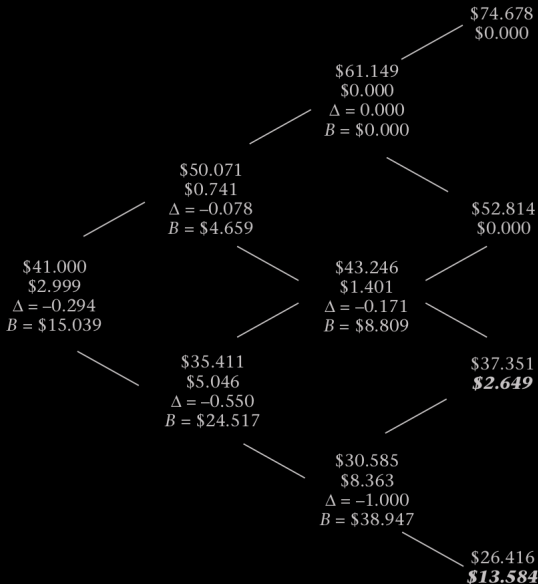 $74.678
$0.000
$61.149
$0.000
Δ = 0.000
B = $0.000
$50.071
$0.741
Δ = –0.078
B = $4.659
$52.814
$0.000
$41.000
$2.999
Δ = –0.294
B = $15.039
$43.246
$1.401
Δ = –0.171
B = $8.809
$35.411
$5.046
Δ = –0.550
B = $24.517
$37.351
$2.649
$30.585
$8.363
Δ = –1.000
B = $38.947
$26.416
$13.584